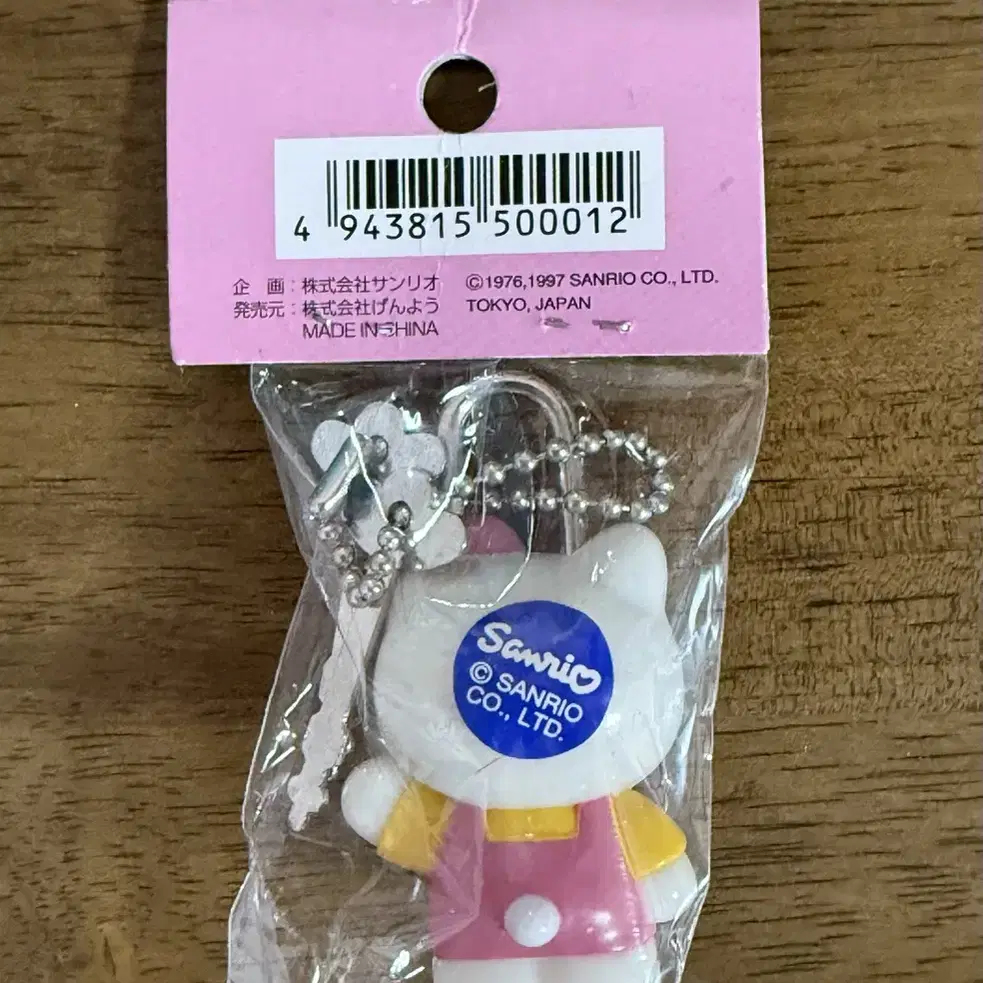 4 943815 500012
企　画：株式会社サンリオ
発売元：株式会社げんよう
MADE IN CHINA
©1976,1997 SANRIO CO., LTD.
TOKYO, JAPAN
Sanrio
© SANRIO
CO., LTD.